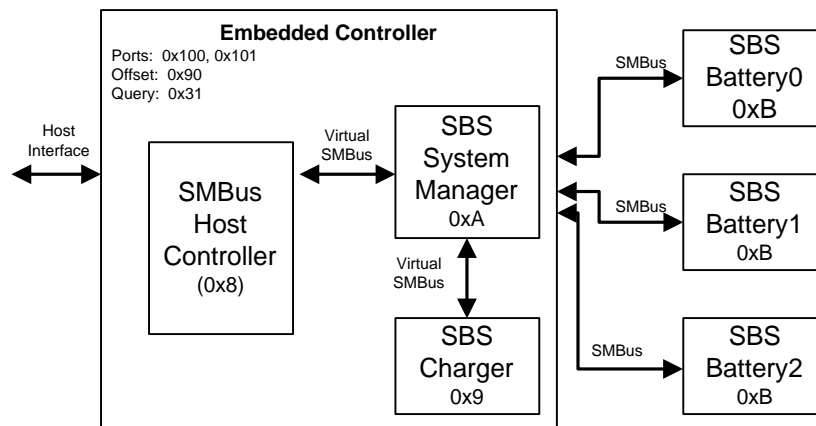 Embedded Controller
Ports: 0x100, 0x101
Offset: 0x90
Query: 0x31
Host
Interface
SMBus
Host
Controller
(0x8)
Virtual
SMBus
SBS
System
Manager
0xA
Virtual
SMBus
SBS
Charger
0x9
SMBus
SBS
Battery0
0xB
SMBus
SBS
Battery1
0xB
SMBus
SBS
Battery2
0xB